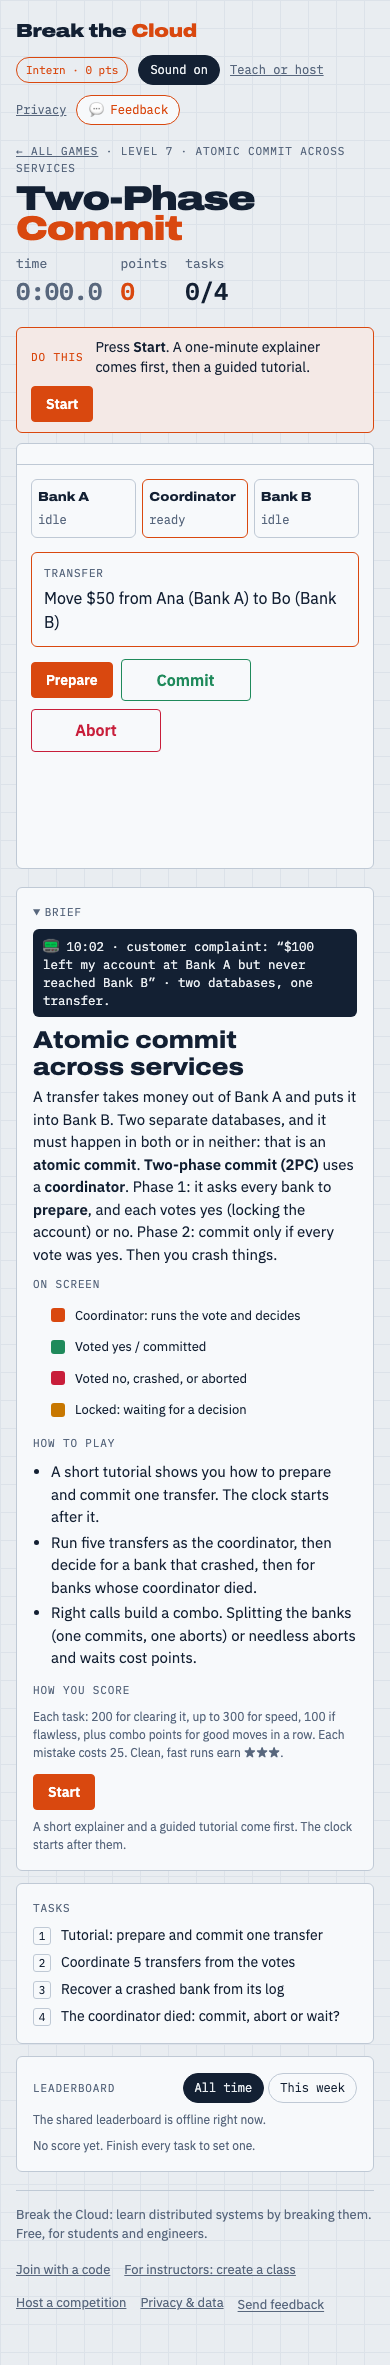 Break the Cloud
Intern · 0 pts
Sound on
Teach or host
Privacy
💬 Feedback
← ALL GAMES · LEVEL 7 · ATOMIC COMMIT ACROSS
SERVICES
Two-Phase
Commit
time points tasks
0:00.0 0 0/4
DO THIS
Press Start. A one-minute explainer
comes first, then a guided tutorial.
Start
Bank A
idle
Coordinator
ready
Bank B
idle
TRANSFER
Move $50 from Ana (Bank A) to Bo (Bank
B)
Prepare
Commit
Abort
▼ BRIEF
📟 10:02 · customer complaint: “$100
left my account at Bank A but never
reached Bank B” · two databases, one
transfer.
Atomic commit
across services
A transfer takes money out of Bank A and puts it
into Bank B. Two separate databases, and it
must happen in both or in neither: that is an
atomic commit. Two-phase commit (2PC) uses
a coordinator. Phase 1: it asks every bank to
prepare, and each votes yes (locking the
account) or no. Phase 2: commit only if every
vote was yes. Then you crash things.
ON SCREEN
Coordinator: runs the vote and decides
Voted yes / committed
Voted no, crashed, or aborted
Locked: waiting for a decision
HOW TO PLAY
• A short tutorial shows you how to prepare
and commit one transfer. The clock starts
after it.
• Run five transfers as the coordinator, then
decide for a bank that crashed, then for
banks whose coordinator died.
• Right calls build a combo. Splitting the banks
(one commits, one aborts) or needless aborts
and waits cost points.
HOW YOU SCORE
Each task: 200 for clearing it, up to 300 for speed, 100 if
flawless, plus combo points for good moves in a row. Each
mistake costs 25. Clean, fast runs earn ★★★.
Start
A short explainer and a guided tutorial come first. The clock
starts after them.
TASKS
1 Tutorial: prepare and commit one transfer
2 Coordinate 5 transfers from the votes
3 Recover a crashed bank from its log
4 The coordinator died: commit, abort or wait?
LEADERBOARD
All time
This week
The shared leaderboard is offline right now.
No score yet. Finish every task to set one.
Break the Cloud: learn distributed systems by breaking them.
Free, for students and engineers.
Join with a code
For instructors: create a class
Host a competition
Privacy & data
Send feedback